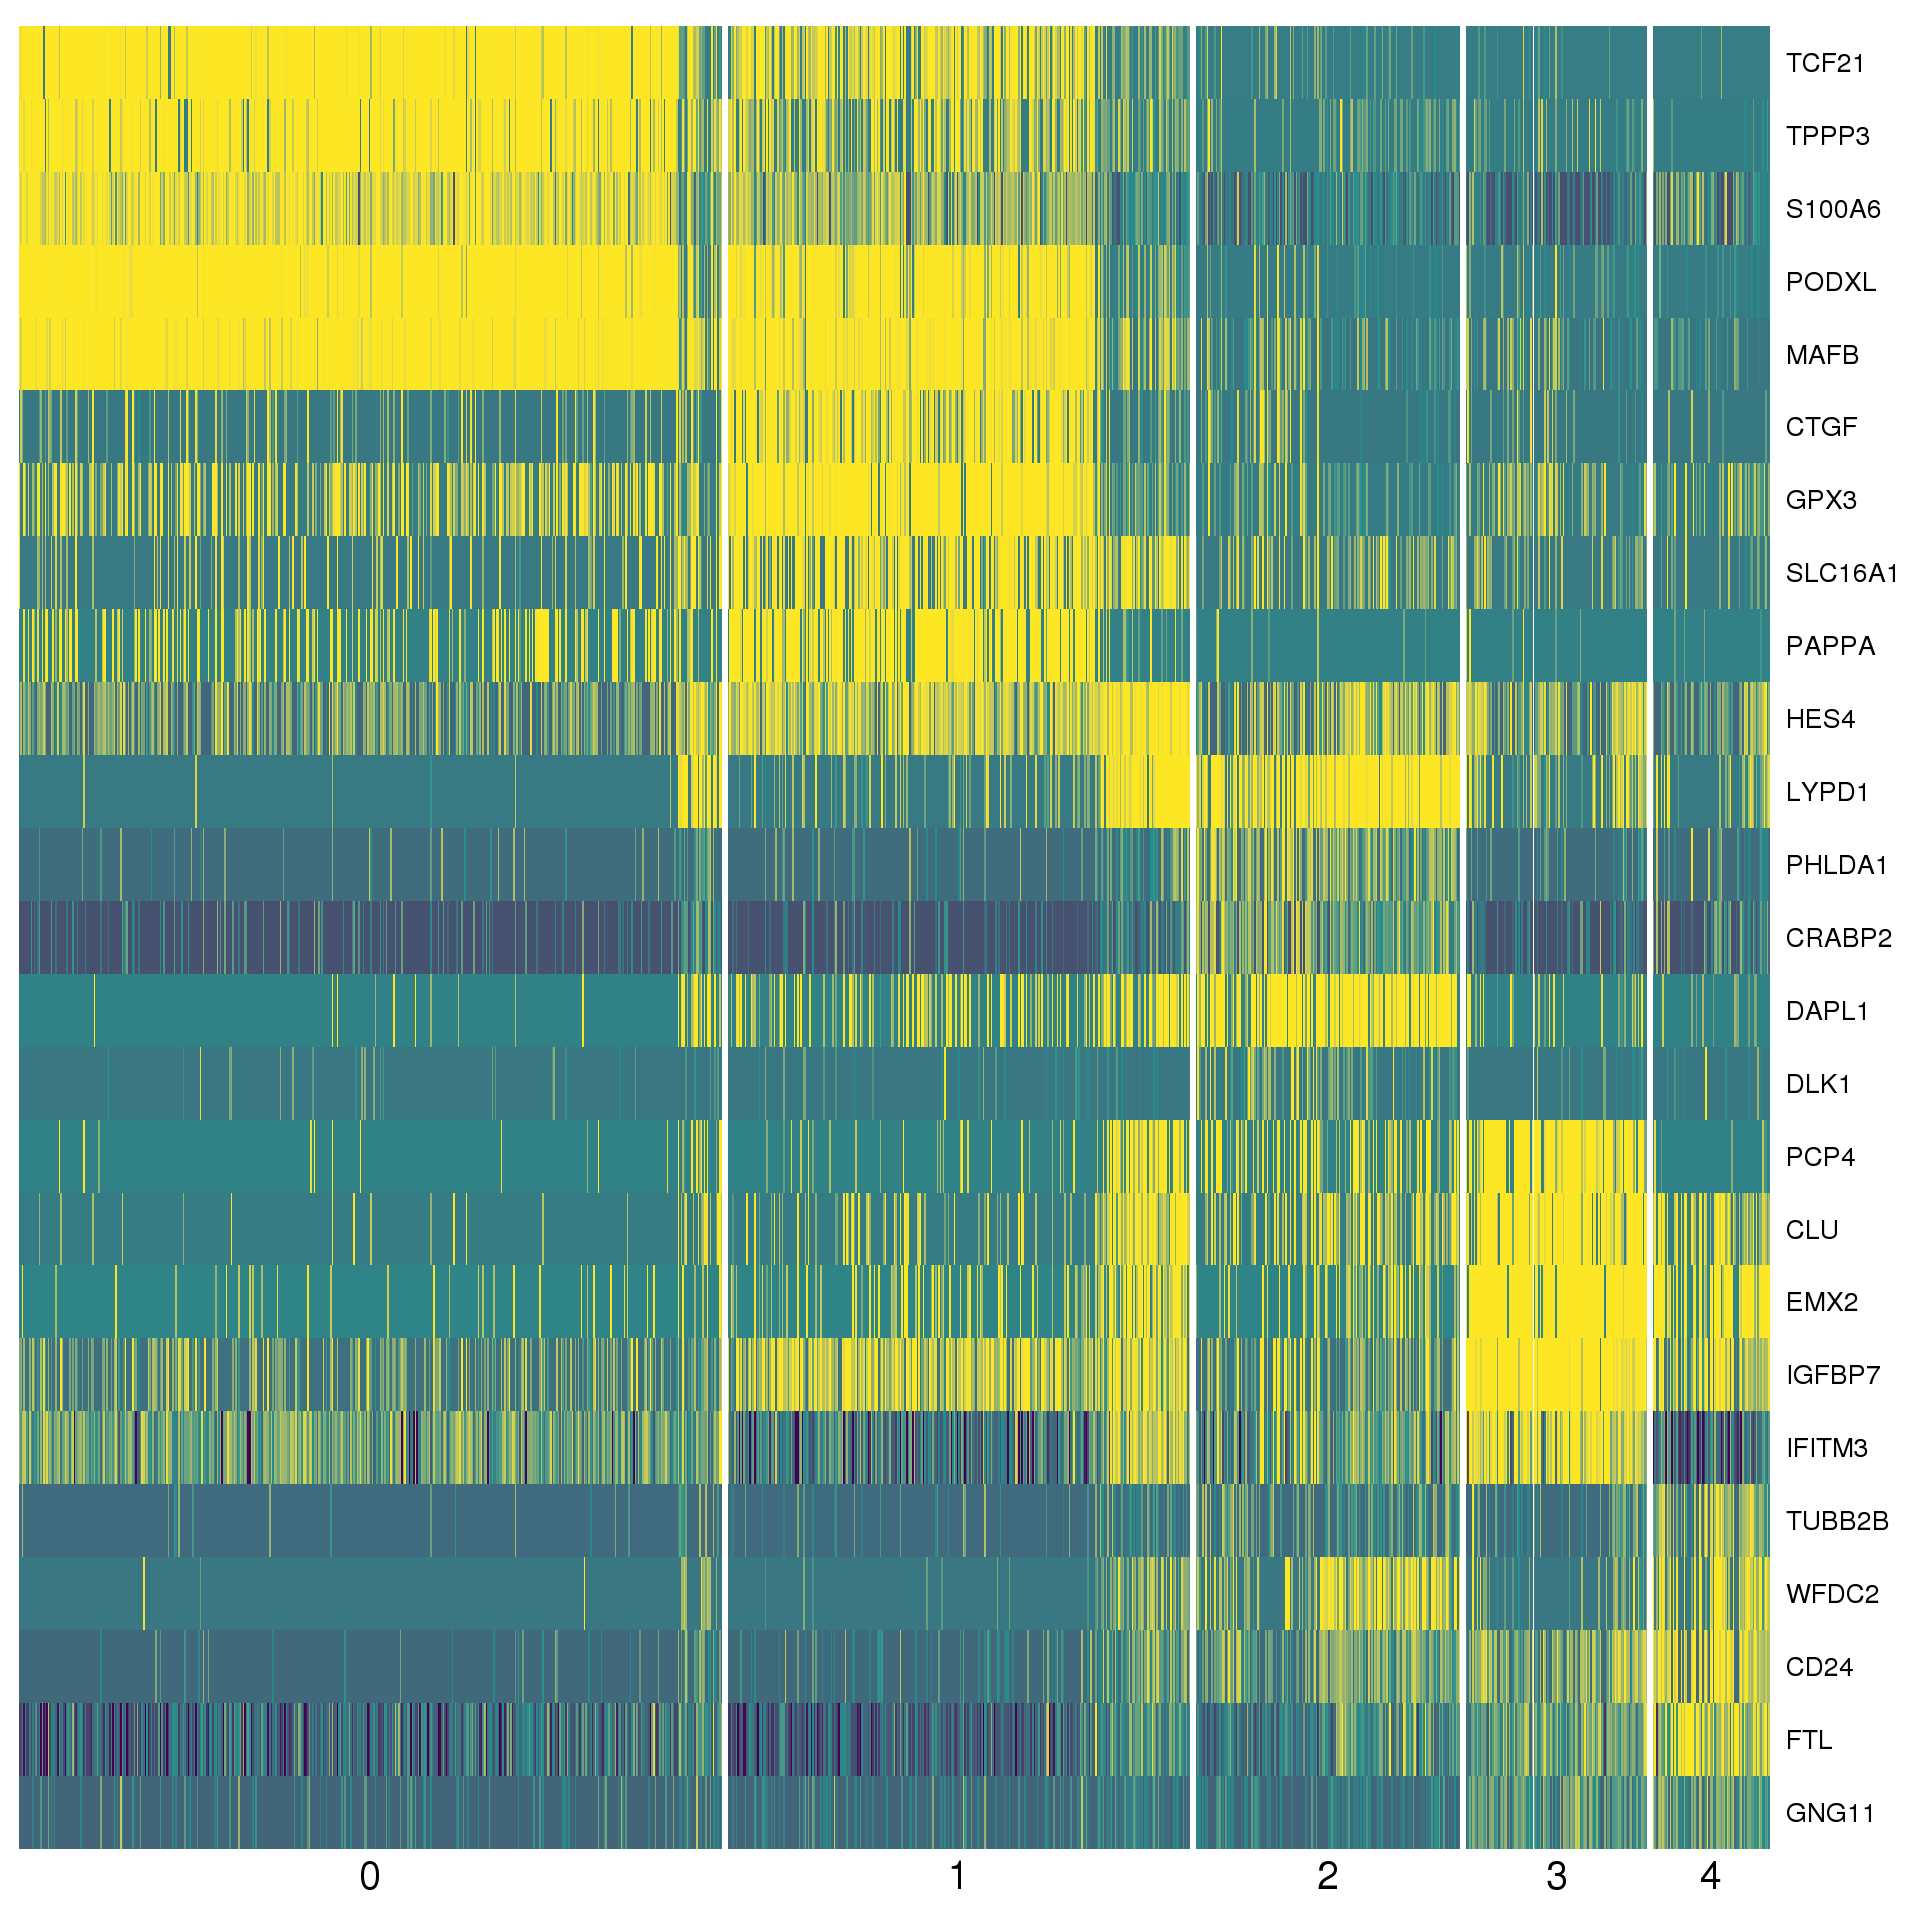 TCF21
TPPP3
S100A6
PODXL
MAFB
CTGF
GPX3
SLC16A1
PAPPA
HES4
LYPD1
PHLDA1
CRABP2
DAPL1
DLK1
PCP4
CLU
EMX2
IGFBP7
IFITM3
TUBB2B
WFDC2
CD24
FTL
GNG11
0 1 2 3 4